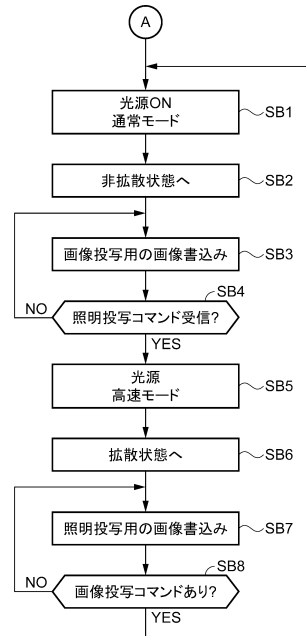 A
光源ON
通常モード
SB1
非拡散状態へ
SB2
画像投写用の画像書込み
SB3
SB4
NO
照明投写コマンド受信?
YES
光源
高速モード
SB5
拡散状態へ
SB6
照明投写用の画像書込み
SB7
SB8
NO
画像投写コマンドあり?
YES